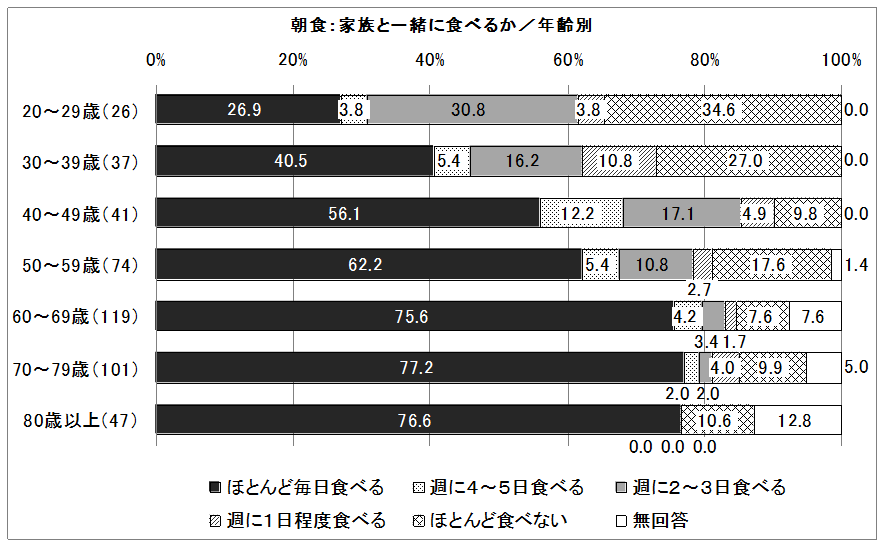 朝食：家族と一緒に食べるか／年齢別
0% 20% 40% 60% 80% 100%
20～29歳（26） 26.9 3.8 30.8 3.8 34.6 0.0
30～39歳（37） 40.5 5.4 16.2 10.8 27.0 0.0
40～49歳（41） 56.1 12.2 17.1 4.9 9.8 0.0
50～59歳（74） 62.2 5.4 10.8 17.6 1.4
2.7
60～69歳（119） 75.6 4.2 7.6 7.6
3.4 1.7
70～79歳（101） 77.2 4.0 9.9 5.0
2.0 2.0
80歳以上（47） 76.6 10.6 12.8
0.0 0.0 0.0
ほとんど毎日食べる 週に４～５日食べる 週に２～３日食べる
週に１日程度食べる ほとんど食べない 無回答